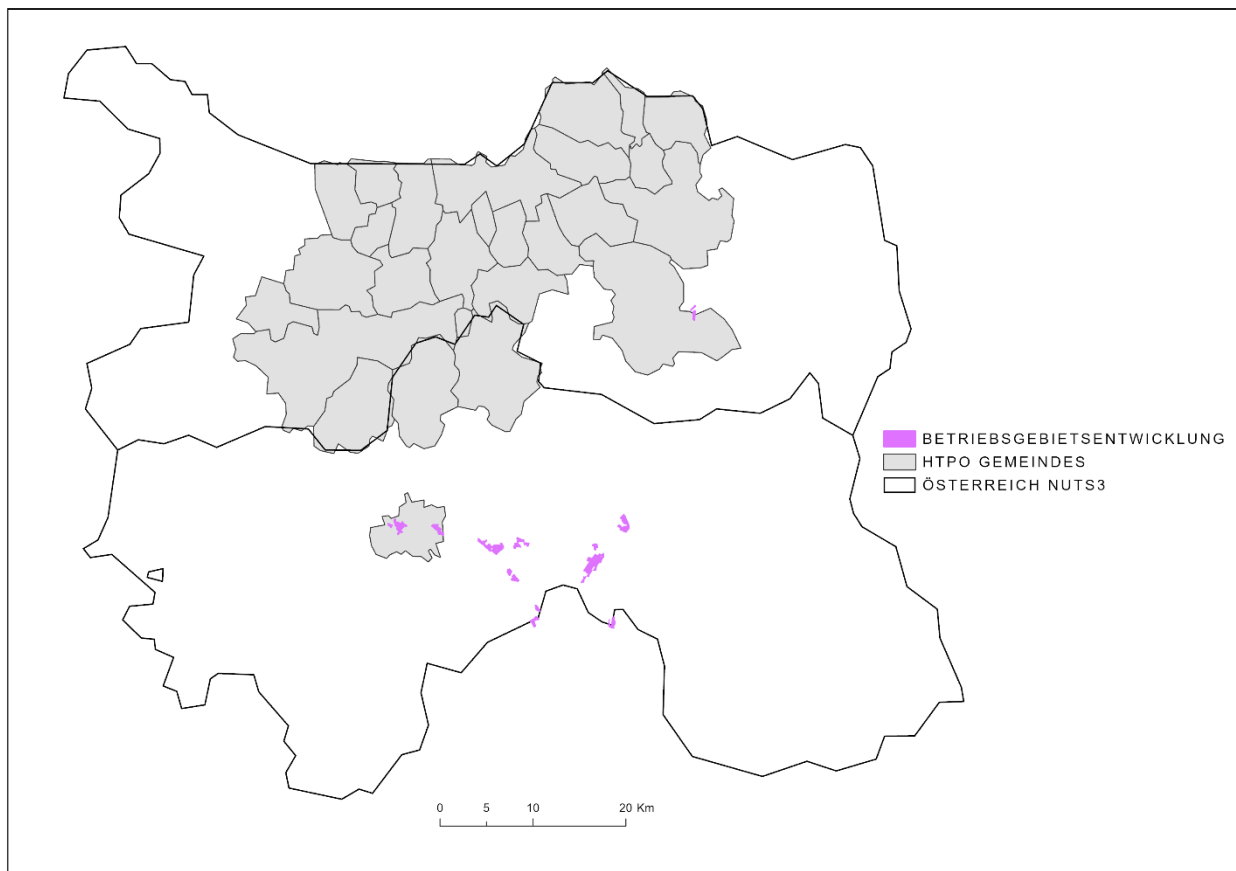 BETRIEBSGEBIETSENTWICKLUNG
HTPO GEMEINDES
ÖSTERREICH NUTS3
0 5 10 20 Km